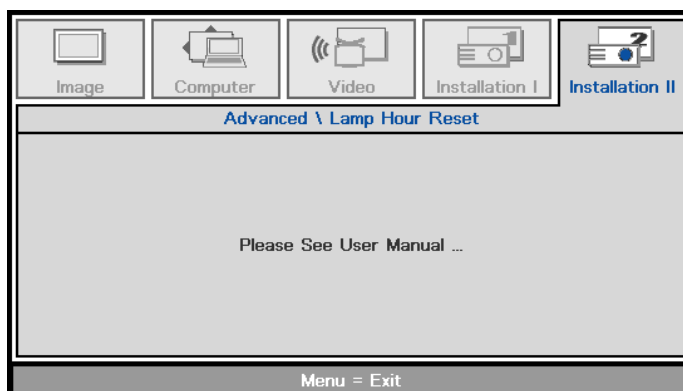 Image Computer Video Installation I Installation II
Advanced \ Lamp Hour Reset
Please See User Manual ...
Menu = Exit